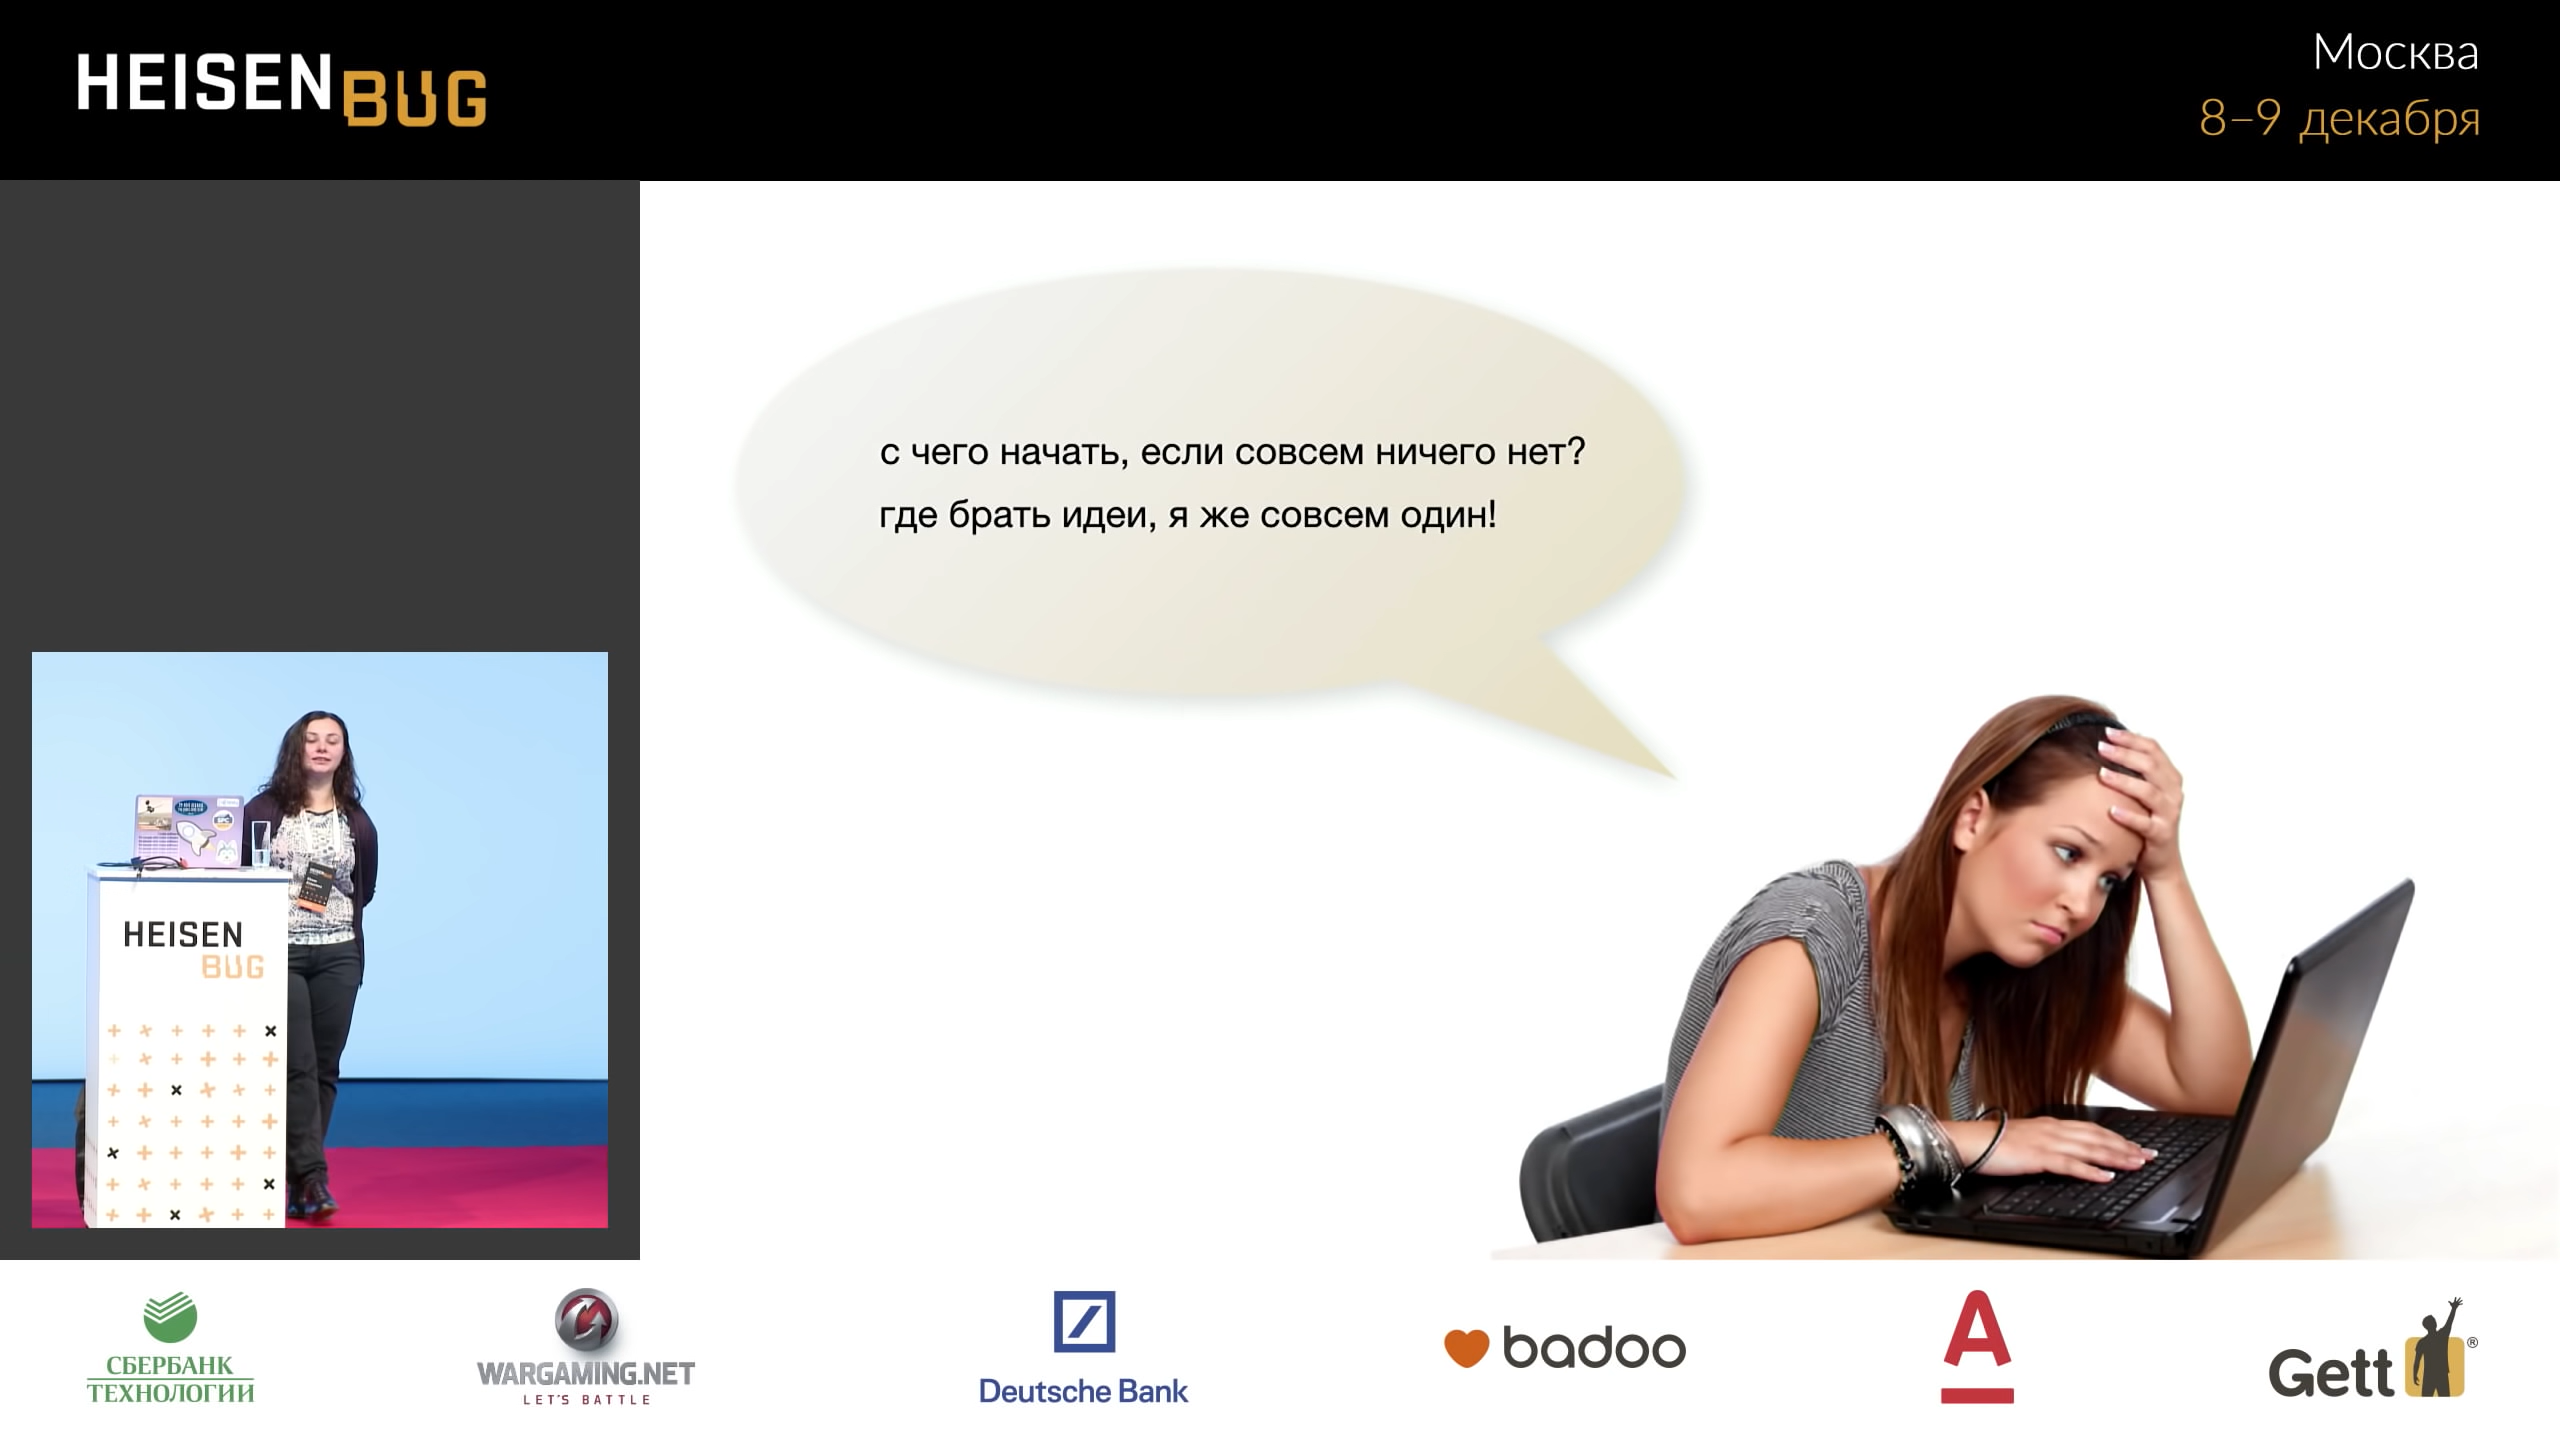 HEISENBUG
Москва
8–9 декабря
с чего начать, если совсем ничего нет?
где брать идеи, я же совсем один!
HEISEN
BUG
СБЕРБАНК
ТЕХНОЛОГИИ
WARGAMING.NET
LET'S BATTLE
Deutsche Bank
badoo
А
Gett®